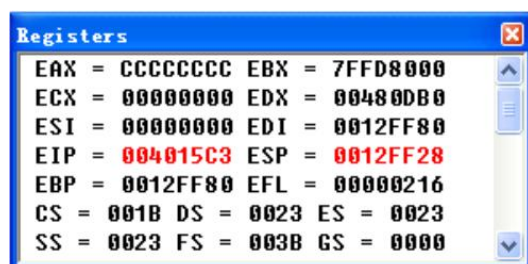 Registers
EAX = CCCCCCCC EBX = 7FFD8000
ECX = 00000000 EDX = 00480DB0
ESI = 00000000 EDI = 0012FF80
EIP = 004015C3 ESP = 0012FF28
EBP = 0012FF80 EFL = 00000216
CS = 001B DS = 0023 ES = 0023
SS = 0023 FS = 003B GS = 0000